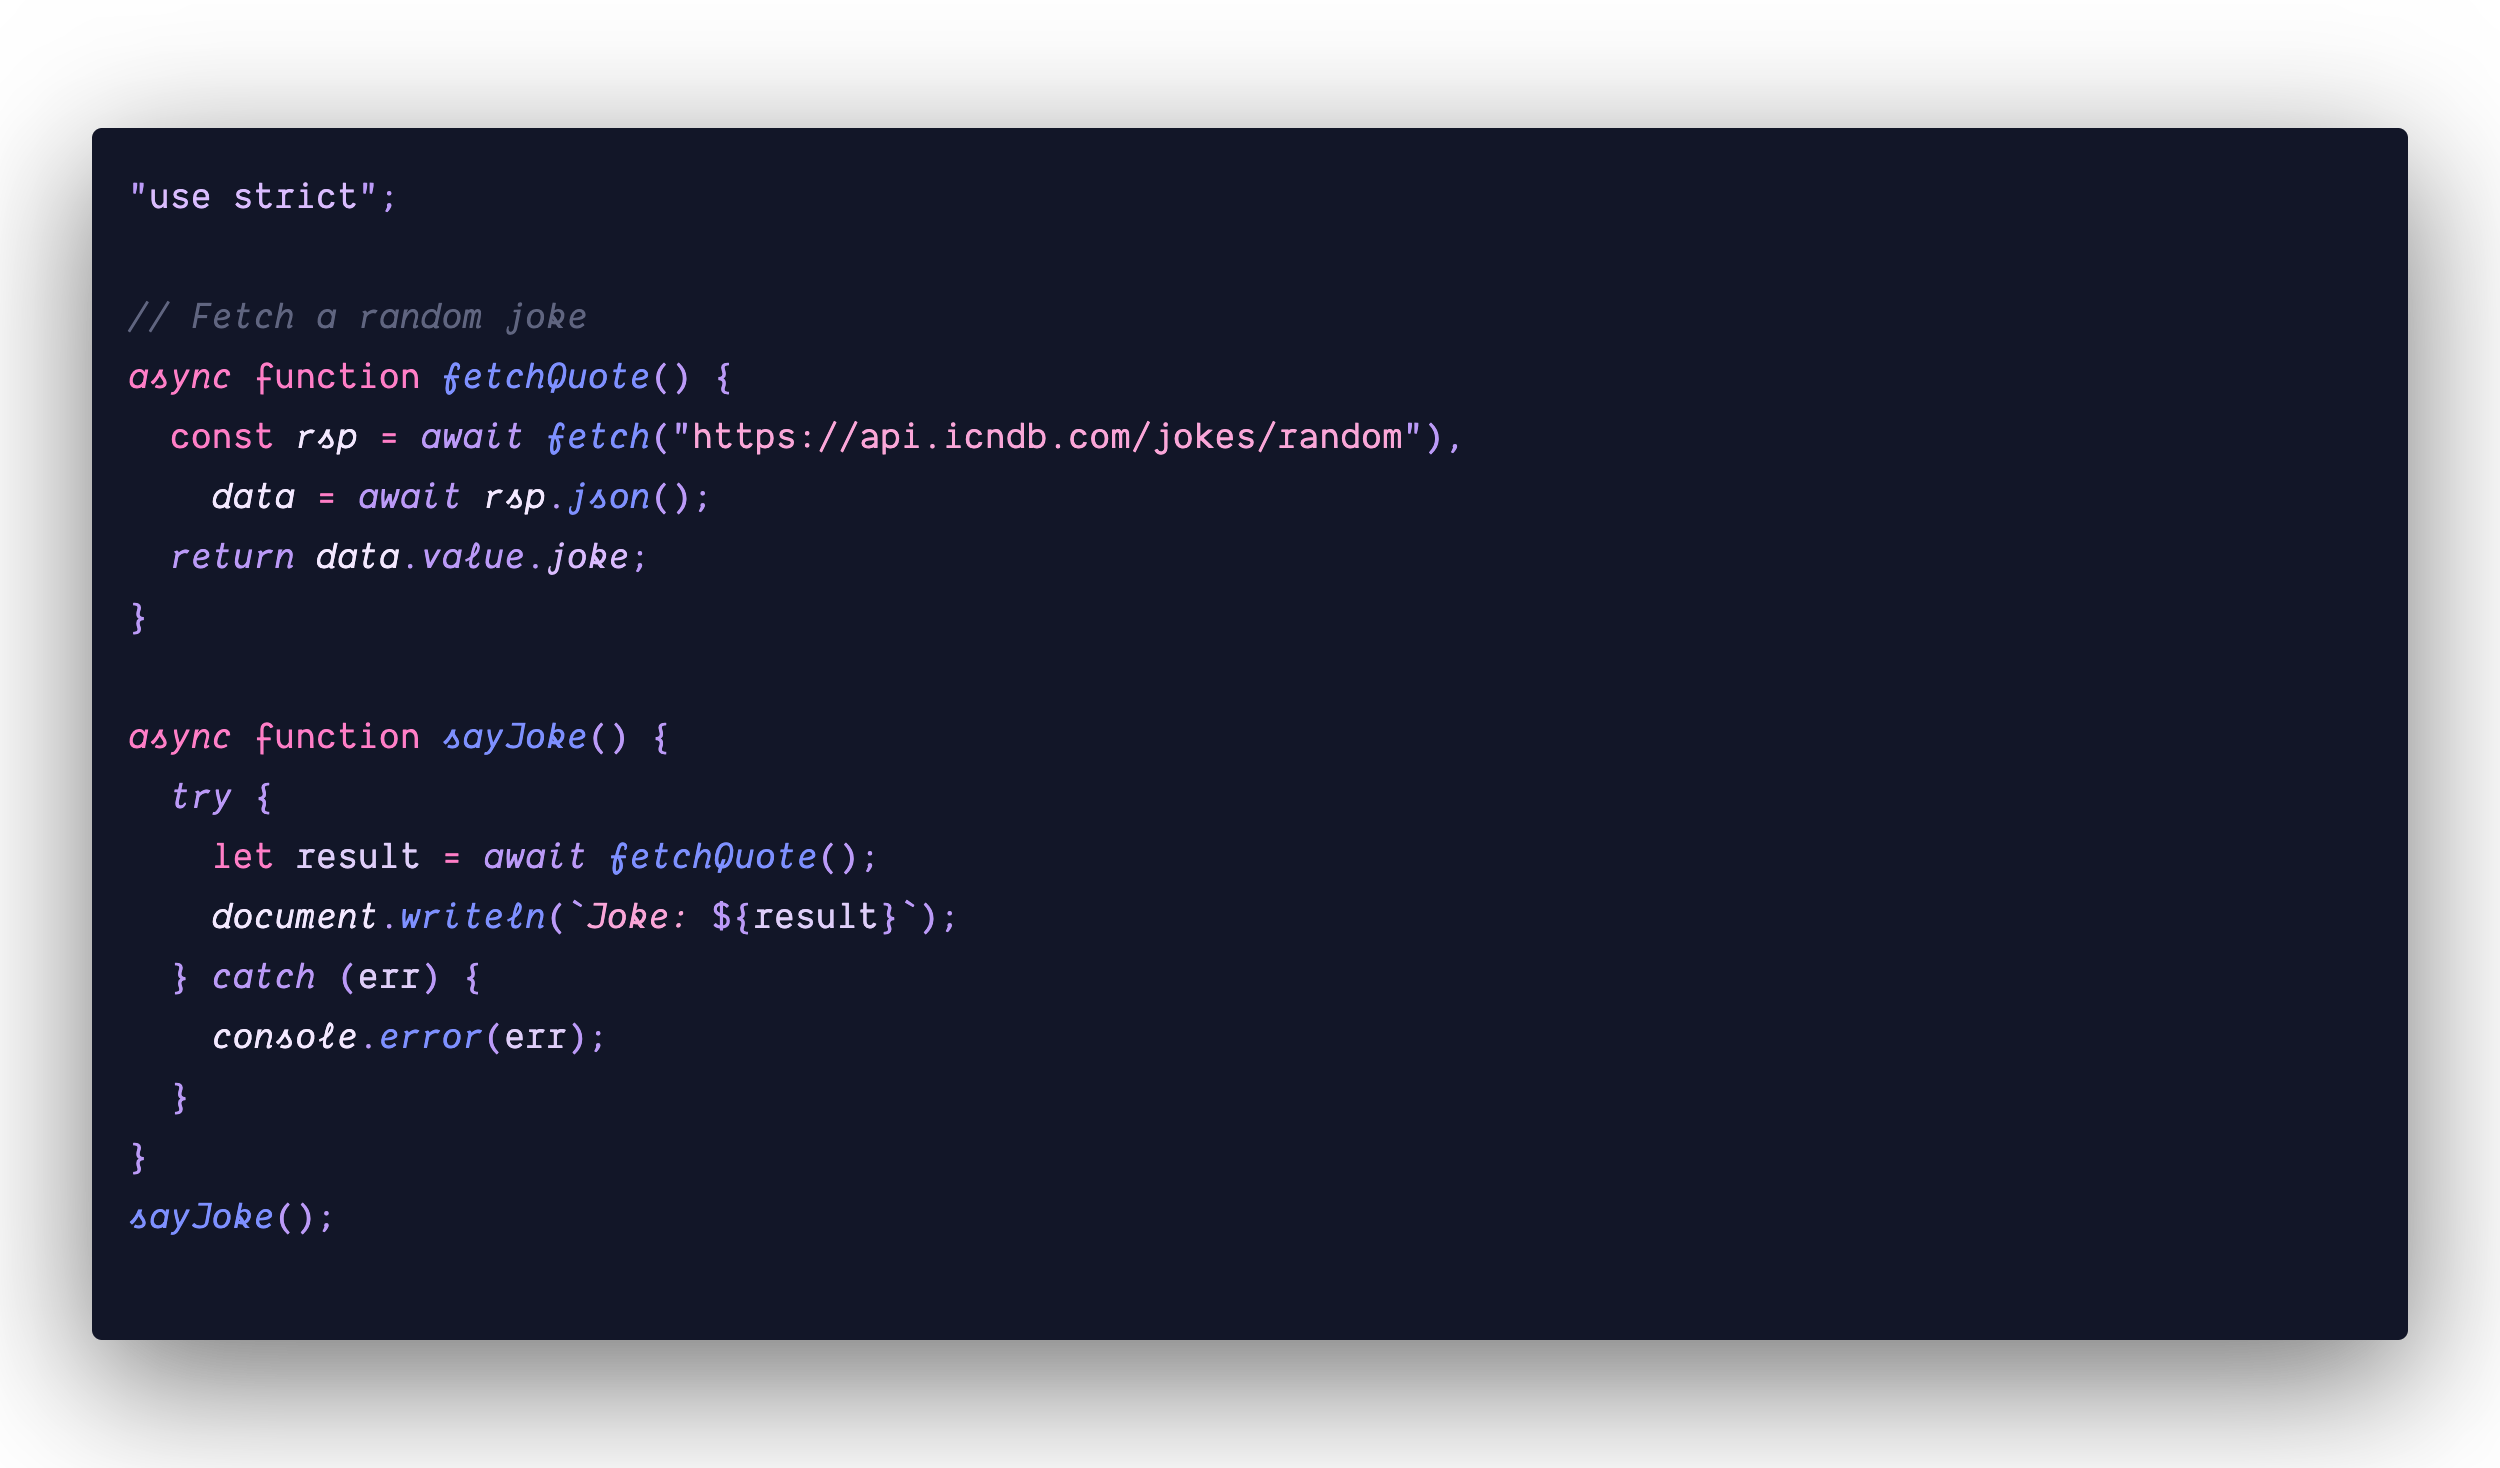 "use strict";

// Fetch a random joke
async function fetchQuote() {
  const rsp = await fetch("https://api.icndb.com/jokes/random"),
    data = await rsp.json();
  return data.value.joke;
}

async function sayJoke() {
  try {
    let result = await fetchQuote();
    document.writeln(`Joke: ${result}`);
  } catch (err) {
    console.error(err);
  }
}
sayJoke();